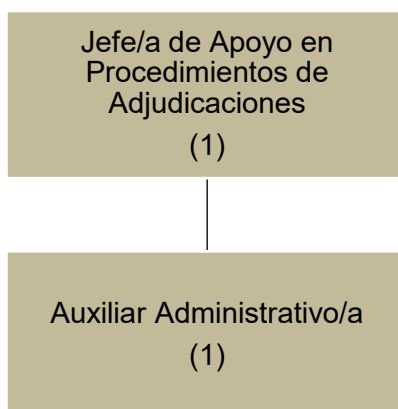 Jefe/a de Apoyo en
Procedimientos de
Adjudicaciones
(1)
Auxiliar Administrativo/a
(1)